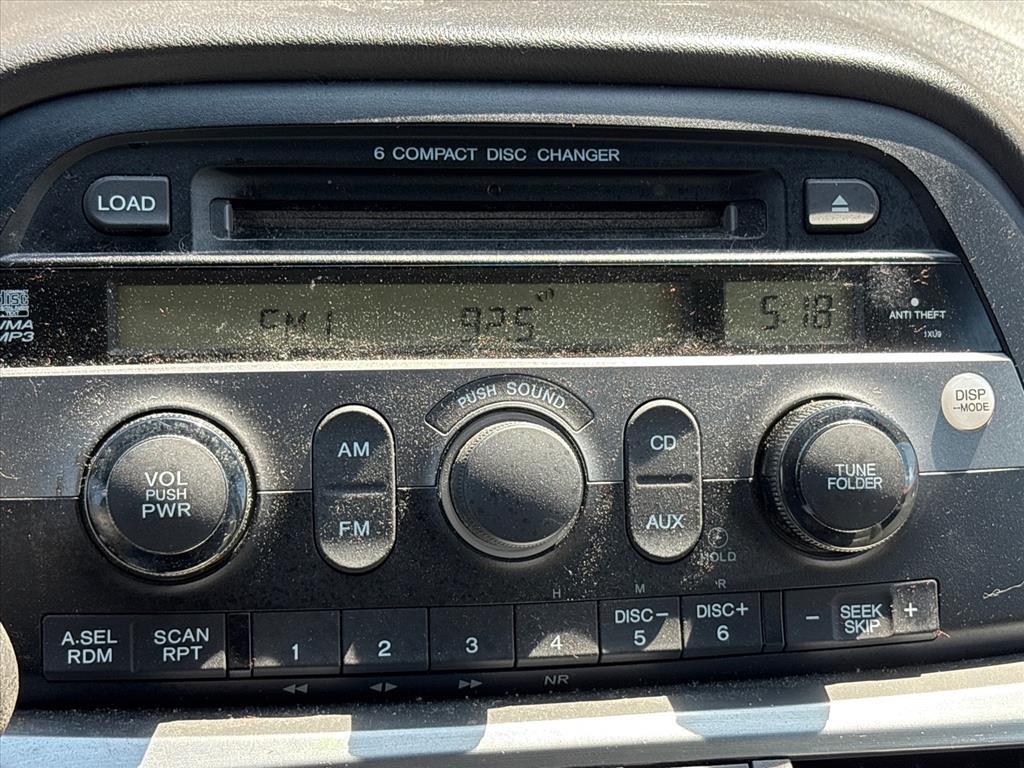 6 COMPACT DISC CHANGER
LOAD
DISC
WMA
MP3
FM1 92.5
5:18
ANTI THEFT
1XU9
DISP
–MODE
PUSH SOUND
VOL
PUSH
PWR
AM
FM
CD
AUX
TUNE
FOLDER
HOLD
H
M
R
A.SEL
RDM
SCAN
RPT
1
2
3
4
DISC–
5
DISC+
6
– SEEK +
SKIP
NR